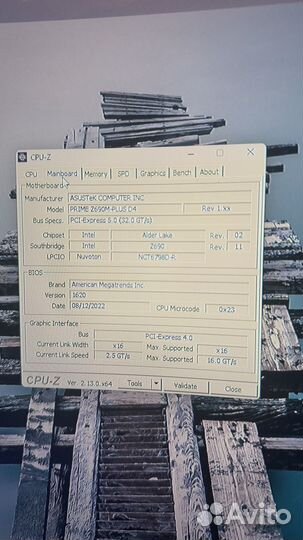 CPU-Z
CPU Mainboard Memory SPD Graphics Bench About
Motherboard
Manufacturer ASUSTeK COMPUTER INC.
Model PRIME Z690M-PLUS D4 Rev 1.xx
Bus Specs. PCI-Express 5.0 (32.0 GT/s)
Chipset Intel Alder Lake Rev. 02
Southbridge Intel Z690 Rev. 11
LPCIO Nuvoton NCT6798D-R
BIOS
Brand American Megatrends Inc.
Version 1620
Date 08/12/2022 CPU Microcode 0x23
Graphic Interface
Bus PCI-Express 4.0
Current Link Width x16 Max. Supported x16
Current Link Speed 2.5 GT/s Max. Supported 16.0 GT/s
CPU-Z Ver. 2.13.0.x64 Tools Validate Close
Avito